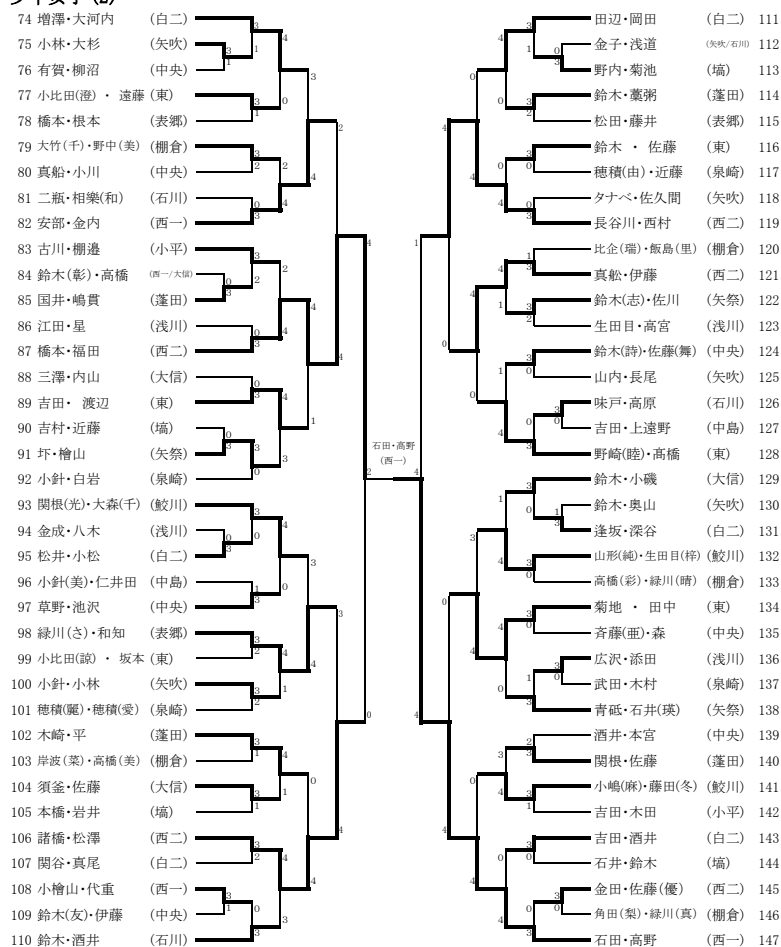 74 増澤・大河内 (白二)
75 小林・大杉 (矢吹)
76 有賀・柳沼 (中央)
77 小比田(澄) ・ 遠藤 (東)
78 橋本・根本 (表郷)
79 大竹(千)・野中(美) (棚倉)
80 真船・小川 (中央)
81 二瓶・相樂(和) (石川)
82 安部・金内 (西一)
83 古川・棚邉 (小平)
84 鈴木(彰)・高橋 (西一/大信)
85 国井・嶋貫 (蓬田)
86 江田・星 (浅川)
87 橋本・福田 (西二)
88 三澤・内山 (大信)
89 吉田・ 渡辺 (東)
90 吉村・近藤 (塙)
91 圷・檜山 (矢祭)
92 小針・白岩 (泉崎)
93 関根(光)・大森(千) (鮫川)
94 金成・八木 (浅川)
95 松井・小松 (白二)
96 小針(美)・仁井田 (中島)
97 草野・池沢 (中央)
98 緑川(さ)・和知 (表郷)
99 小比田(諒) ・ 坂本 (東)
100 小針・小林 (矢吹)
101 穂積(麗)・穂積(愛) (泉崎)
102 木崎・平 (蓬田)
103 岸波(菜)・高橋(美) (棚倉)
104 須釜・佐藤 (大信)
105 本橋・岩井 (塙)
106 諸橋・松澤 (西二)
107 関谷・真尾 (白二)
108 小檜山・代重 (西一)
109 鈴木(友)・伊藤 (中央)
110 鈴木・酒井 (石川)
石田・高野
(西一)
田辺・岡田 (白二) 111
金子・浅道 (矢吹/石川) 112
野内・菊池 (塙) 113
鈴木・藁粥 (蓬田) 114
松田・藤井 (表郷) 115
鈴木 ・ 佐藤 (東) 116
穂積(由)・近藤 (泉崎) 117
タナベ・佐久間 (矢吹) 118
長谷川・西村 (西二) 119
比企(瑞)・飯島(里) (棚倉) 120
真舩・伊藤 (西二) 121
鈴木(志)・佐川 (矢祭) 122
生田目・高宮 (浅川) 123
鈴木(詩)・佐藤(舞) (中央) 124
山内・長尾 (矢吹) 125
味戸・高原 (石川) 126
吉田・上遠野 (中島) 127
野崎(睦)・高橋 (東) 128
鈴木・小磯 (大信) 129
鈴木・奥山 (矢吹) 130
逢坂・深谷 (白二) 131
山形(純)・生田目(梓) (鮫川) 132
高橋(彩)・緑川(晴) (棚倉) 133
菊地 ・ 田中 (東) 134
斉藤(亜)・森 (中央) 135
広沢・添田 (浅川) 136
武田・木村 (泉崎) 137
青砥・石井(瑛) (矢祭) 138
酒井・本宮 (中央) 139
関根・佐藤 (蓬田) 140
小嶋(麻)・藤田(冬) (鮫川) 141
吉田・木田 (小平) 142
吉田・酒井 (白二) 143
石井・鈴木 (塙) 144
金田・佐藤(優) (西二) 145
角田(梨)・緑川(真) (棚倉) 146
石田・高野 (西一) 147